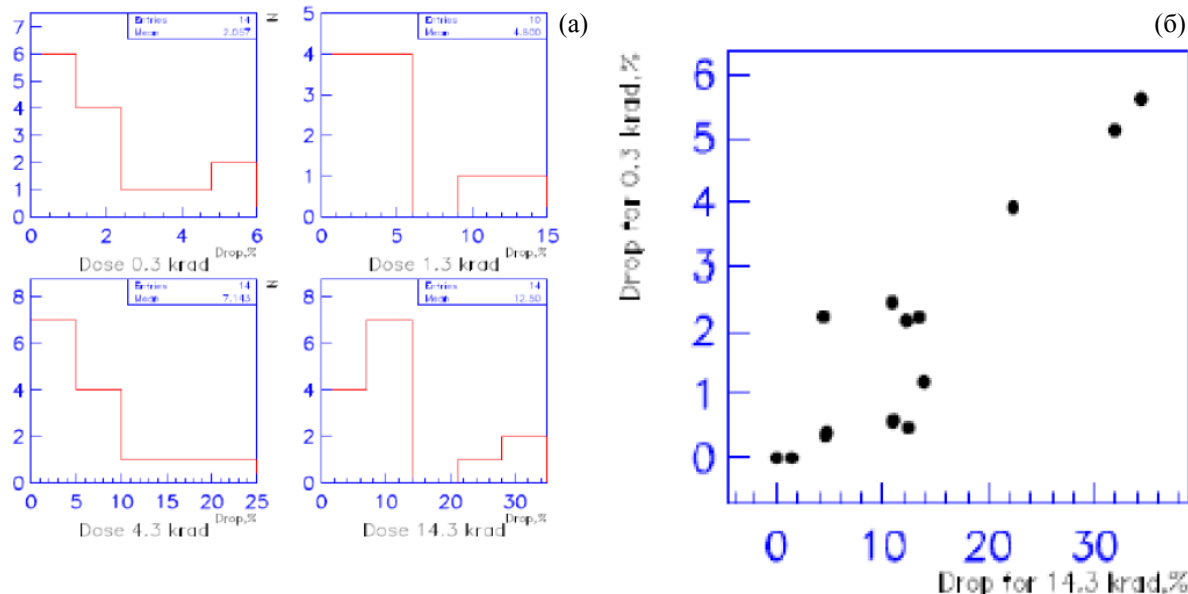 (а)
N
7
6
5
4
3
2
1
0
Entries 14
Mean 2.057
0 2 4 6
Drop,%
Dose 0.3 krad
5
4
3
2
1
0
Entries 10
Mean 4.800
0 5 10 15
Drop,%
Dose 1.3 krad
N
8
6
4
2
0
Entries 14
Mean 7.143
0 5 10 15 20 25
Drop,%
Dose 4.3 krad
8
6
4
2
0
Entries 14
Mean 12.50
0 10 20 30
Drop,%
Dose 14.3 krad
(б)
Drop for 0.3 krad,%
6
5
4
3
2
1
0
0 10 20 30
Drop for 14.3 krad,%